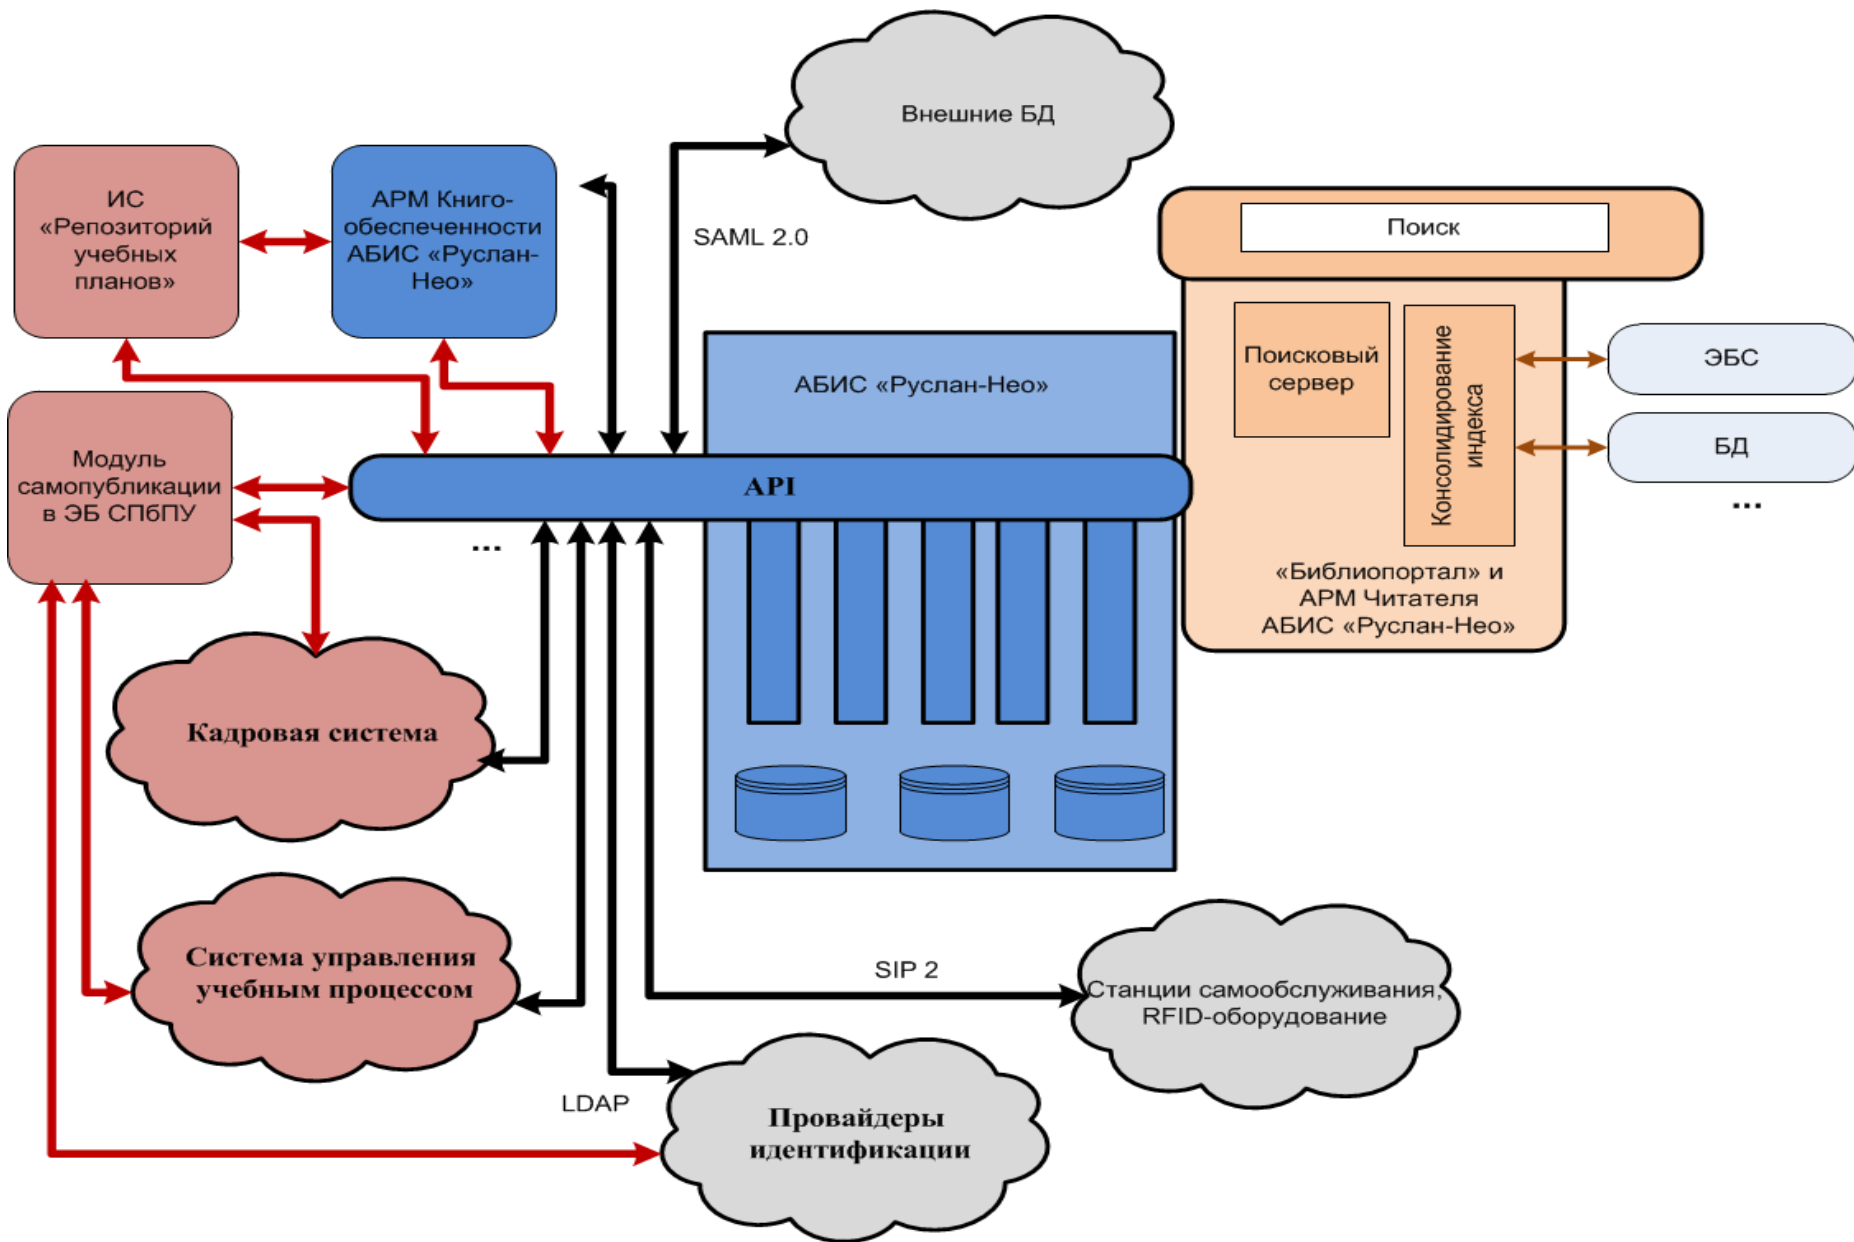 Внешние БД
ИС
«Репозиторий
учебных
планов»
АРМ Книго-
обеспеченности
АБИС «Руслан-
Нео»
SAML 2.0
Поиск
Поисковый
сервер
Консолидирование
индекса
ЭБС
БД
...
«Библиопортал» и
АРМ Читателя
АБИС «Руслан-Нео»
АБИС «Руслан-Нео»
API
...
Модуль
самопубликации
в ЭБ СПбПУ
Кадровая система
Система управления
учебным процессом
SIP 2
Станции самообслуживания,
RFID-оборудование
LDAP
Провайдеры
идентификации